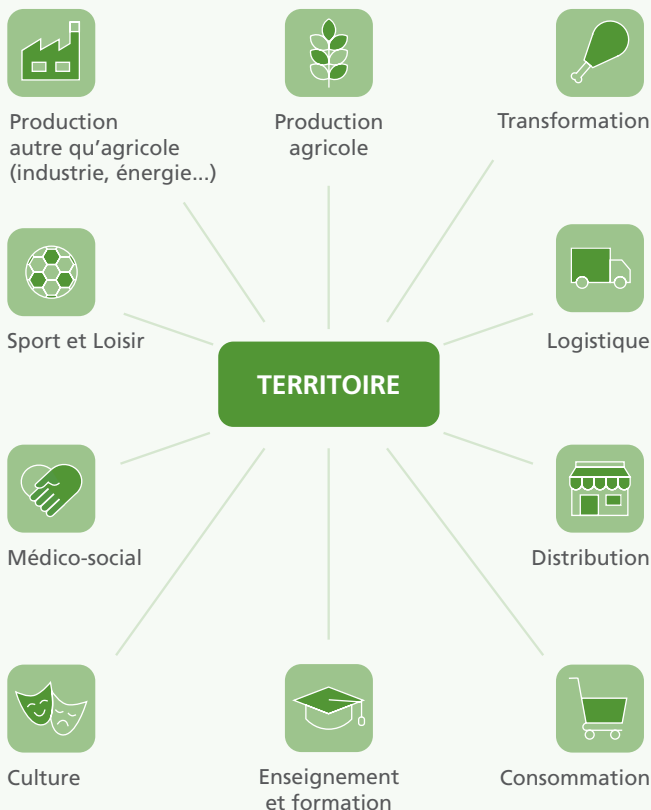 Production
autre qu'agricole
(industrie, énergie...)
Production
agricole
Transformation
Sport et Loisir
Logistique
TERRITOIRE
Médico-social
Distribution
Culture
Enseignement
et formation
Consommation